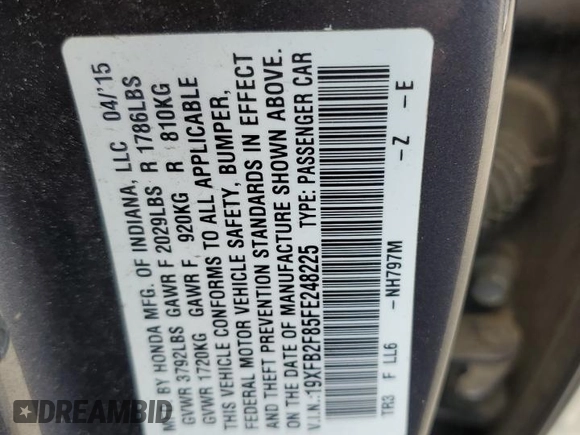 MFD. BY HONDA MFG. OF INDIANA, LLC 04/'15
GVWR 3792LBS GAWR F 2029LBS R 1786LBS
GVWR 1720KG GAWR F, 920KG R 810KG
THIS VEHICLE CONFORMS TO ALL APPLICABLE
FEDERAL MOTOR VEHICLE SAFETY, BUMPER,
AND THEFT PREVENTION STANDARDS IN EFFECT
ON THE DATE OF MANUFACTURE SHOWN ABOVE.
V.I.N.:19XFB2F85FE248225 TYPE: PASSENGER CAR
TR3 F LL6 -NH797M -Z -E
DREAMBID